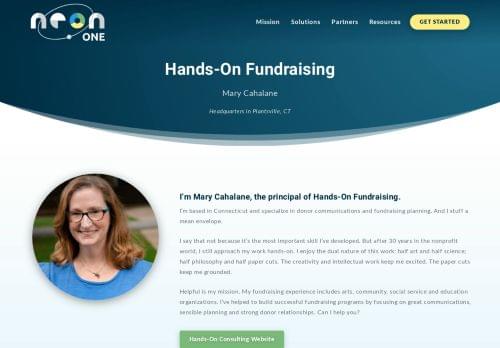 neon
ONE
Mission Solutions Partners Resources GET STARTED
Hands-On Fundraising
Mary Cahalane
Headquarters in Plantsville, CT
I'm Mary Cahalane, the principal of Hands-On Fundraising.
I'm based in Connecticut and specialize in donor communications and fundraising planning. And I stuff a
mean envelope.
I say that not because it's the most important skill I've developed. But after 30 years in the nonprofit
world, I still approach my work hands-on. I enjoy the dual nature of this work: half art and half science;
half philosophy and half paper cuts. The creativity and intellectual work keep me excited. The paper cuts
keep me grounded.
Helpful is my mission. My fundraising experience includes arts, community, social service and education
organizations. I've helped to build successful fundraising programs by focusing on great communications,
sensible planning and strong donor relationships. Can I help you?
Hands-On Consulting Website